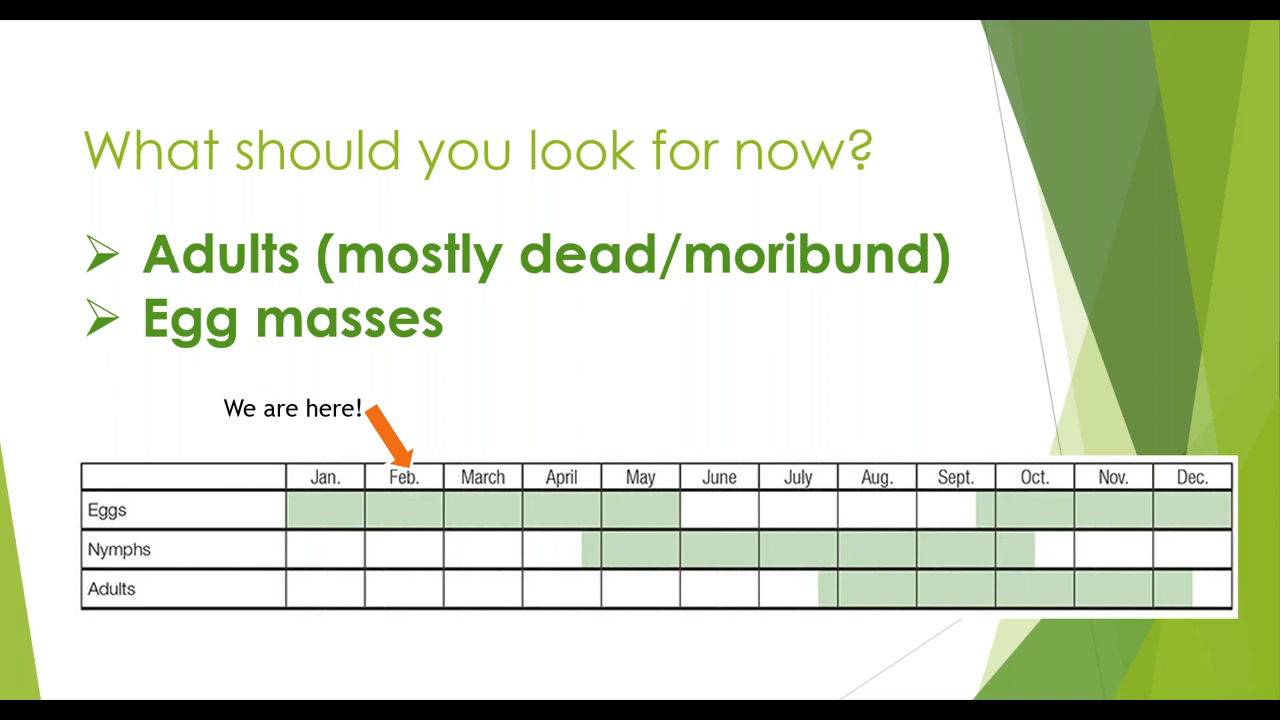 What should you look for now?
➢ Adults (mostly dead/moribund)
➢ Egg masses
We are here!
Jan. Feb. March April May June July Aug. Sept. Oct. Nov. Dec.
Eggs
Nymphs
Adults